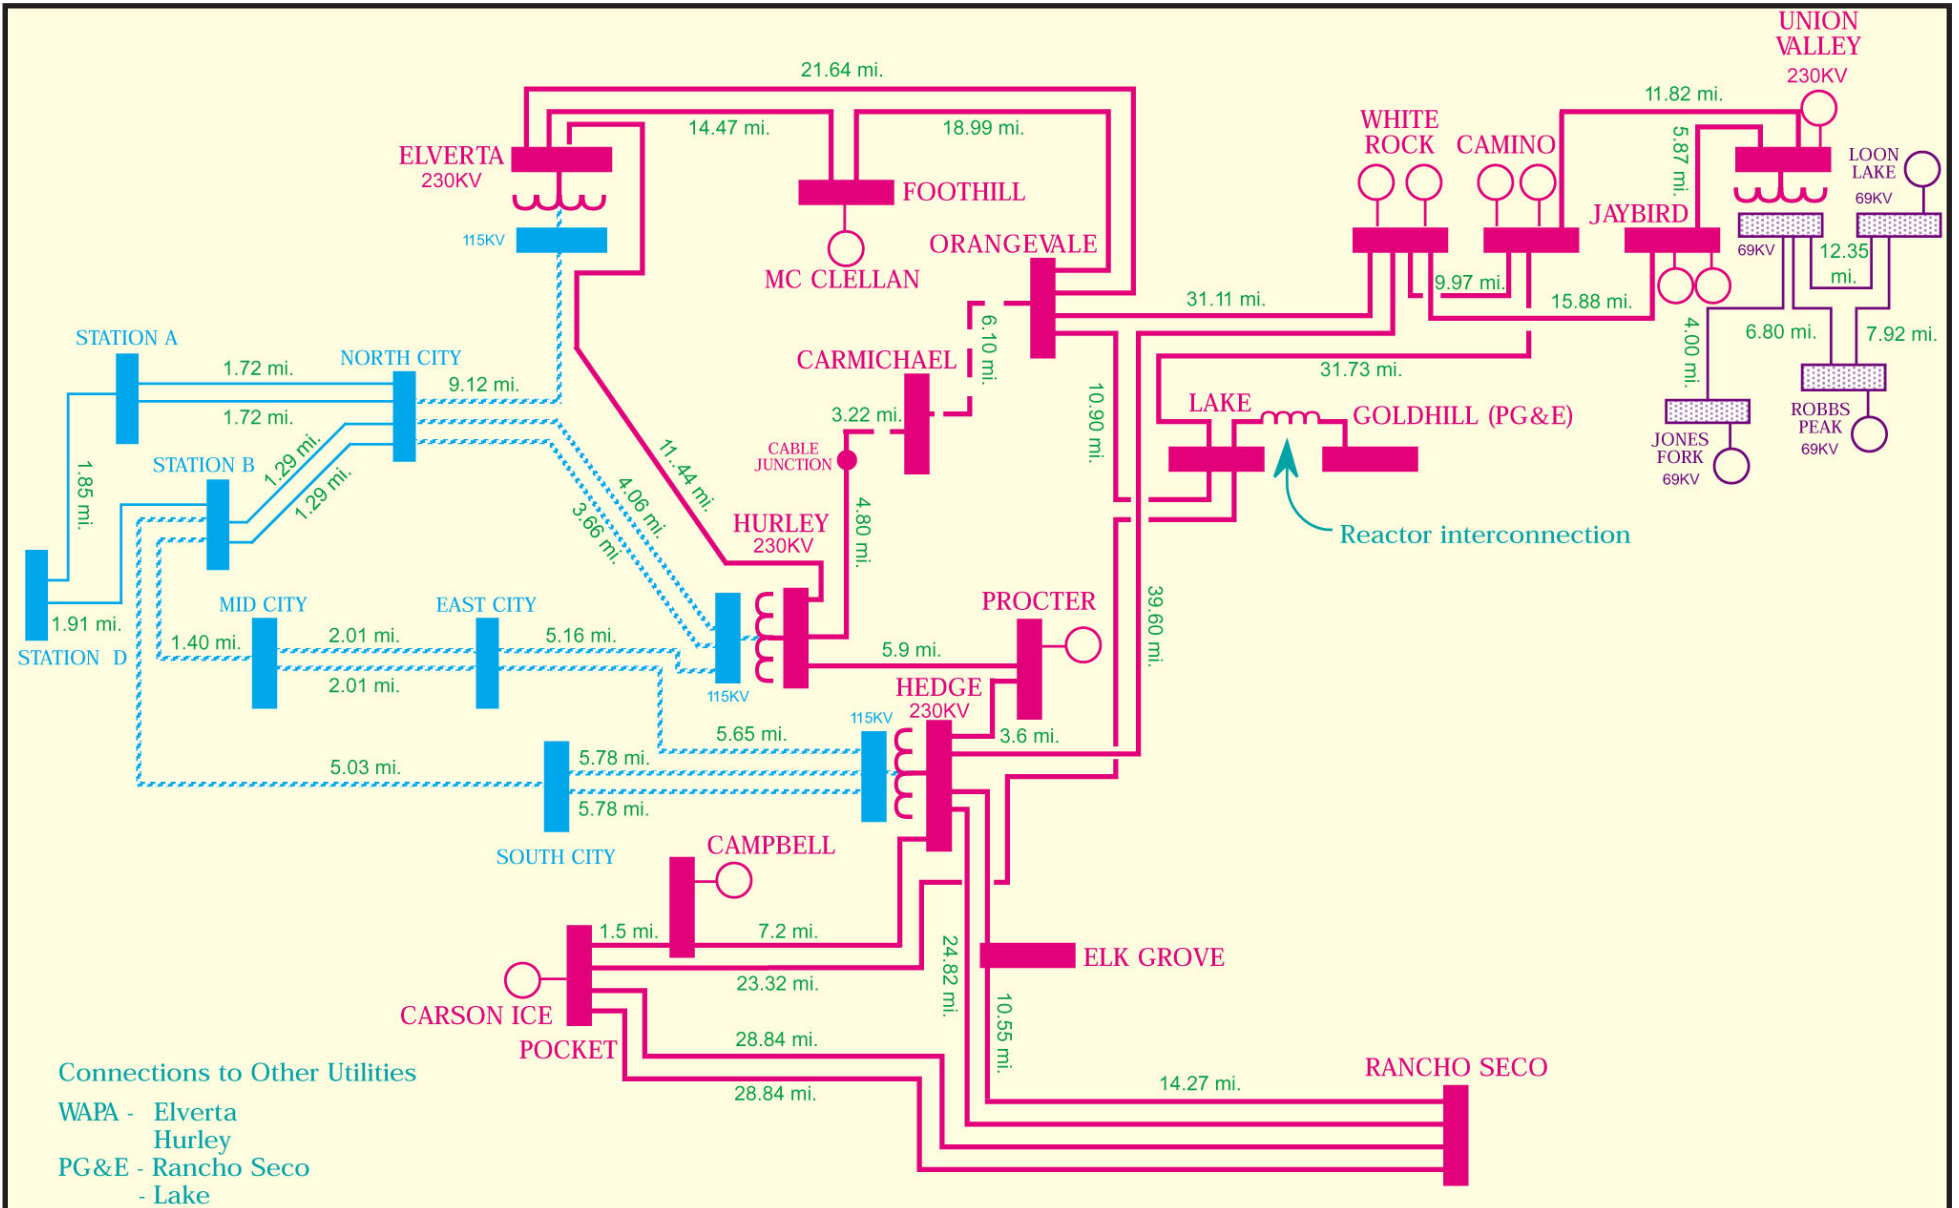 UNION
VALLEY
230KV
21.64 mi.
14.47 mi.
18.99 mi.
11.82 mi.
WHITE
ROCK
CAMINO
5.87 mi.
LOON
LAKE
69KV
ELVERTA
230KV
FOOTHILL
JAYBIRD
115KV
ORANGEVALE
69KV
12.35
mi.
MC CLELLAN
9.97 mi.
31.11 mi.
15.88 mi.
6.10 mi.
4.00 mi.
6.80 mi.
7.92 mi.
STATION A
NORTH CITY
1.72 mi.
9.12 mi.
CARMICHAEL
31.73 mi.
1.72 mi.
10.90 mi.
LAKE
GOLDHILL (PG&E)
3.22 mi.
ROBBS
PEAK
69KV
JONES
FORK
69KV
1.29 mi.
CABLE
JUNCTION
STATION B
1.85 mi.
1.29 mi.
11..44 mi.
4.06 mi.
3.66 mi.
HURLEY
230KV
4.80 mi.
Reactor interconnection
MID CITY
EAST CITY
PROCTER
39.60 mi.
1.91 mi.
1.40 mi.
2.01 mi.
5.16 mi.
5.9 mi.
STATION D
2.01 mi.
115KV
HEDGE
230KV
115KV
5.65 mi.
3.6 mi.
5.03 mi.
5.78 mi.
5.78 mi.
SOUTH CITY
CAMPBELL
1.5 mi.
7.2 mi.
24.82 mi.
ELK GROVE
23.32 mi.
10.55 mi.
CARSON ICE
POCKET
28.84 mi.
28.84 mi.
RANCHO SECO
14.27 mi.
Connections to Other Utilities
WAPA - Elverta
Hurley
PG&E - Rancho Seco
- Lake